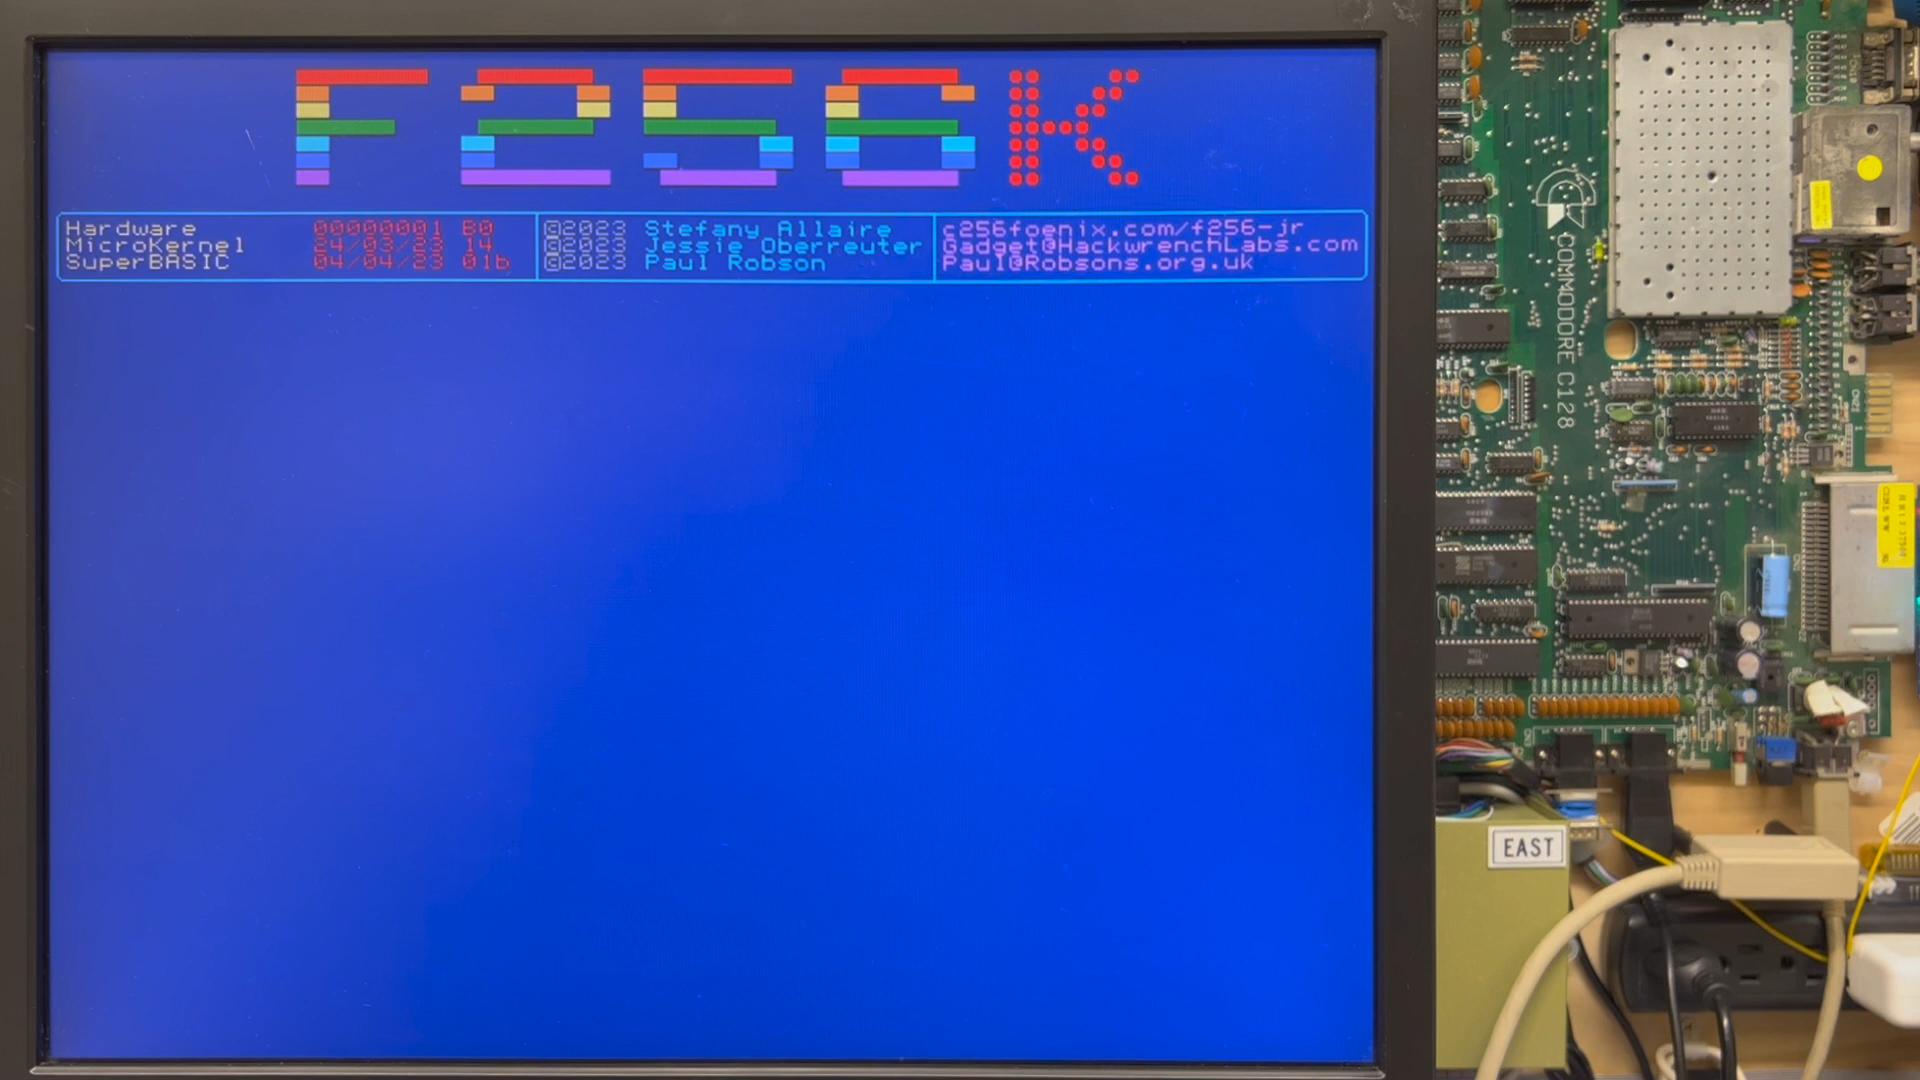 F256K
Hardware 00000001 B0 ©2023 Stefany Allaire c256foenix.com/f256-jr
MicroKernel 24/03/23 14 ©2023 Jessie Oberreuter Gadget@HackwrenchLabs.com
SuperBASIC 04/04/23 01b ©2023 Paul Robson Paul@Robsons.org.uk
COMMODORE C128
EAST